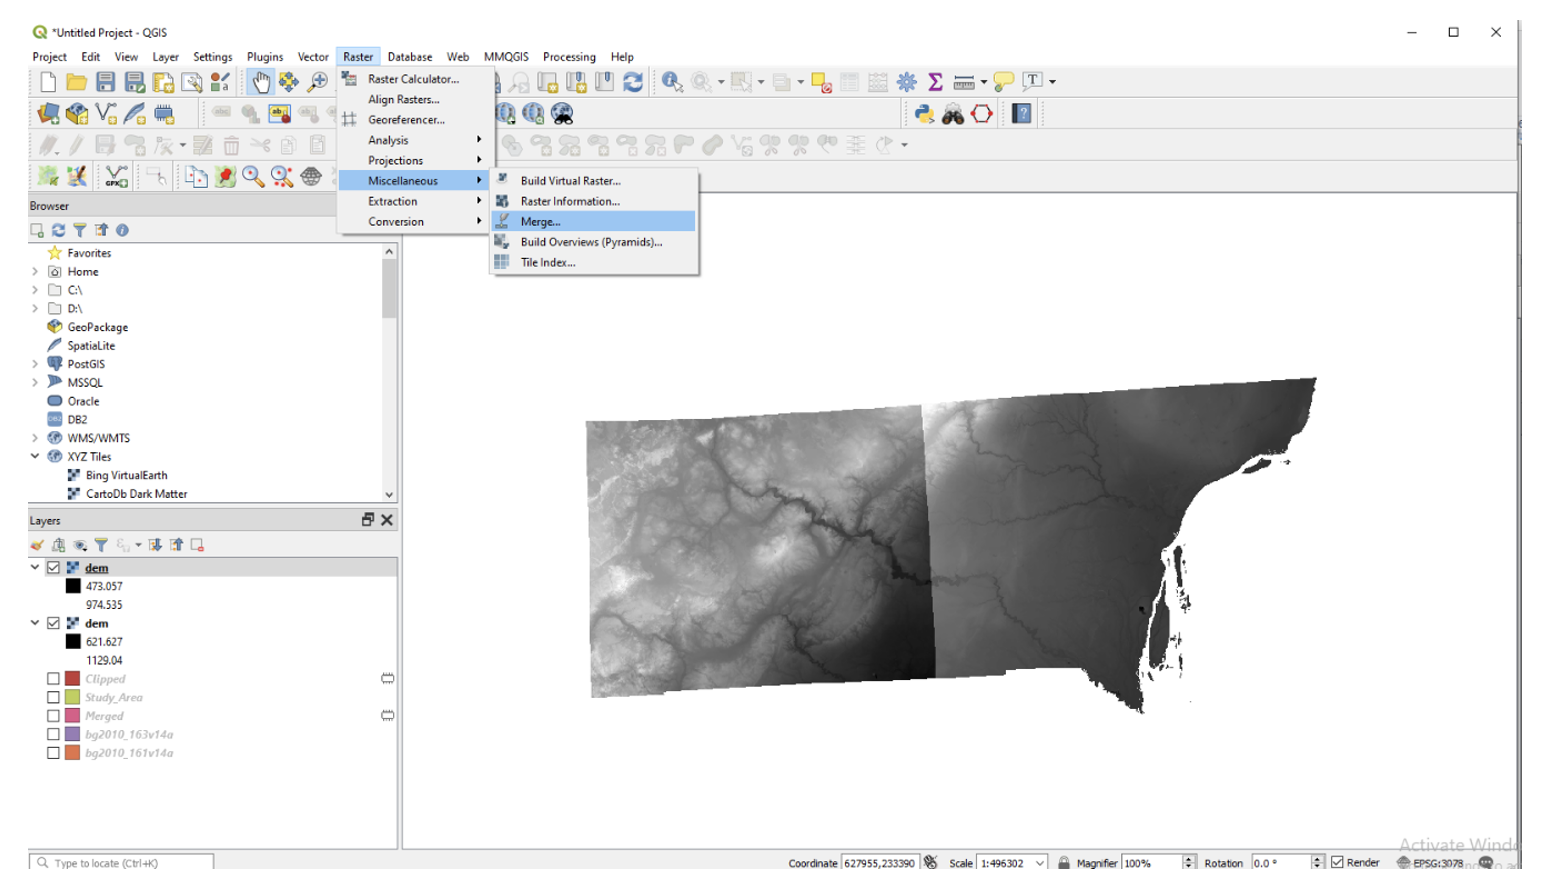 *Untitled Project - QGIS
Project Edit View Layer Settings Plugins Vector Raster Database Web MMQGIS Processing Help
Raster Calculator...
Align Rasters...
Georeferencer...
Analysis
Projections
Miscellaneous
Extraction
Conversion
Build Virtual Raster...
Raster Information...
Merge...
Build Overviews (Pyramids)...
Tile Index...
Browser
Favorites
Home
C:\
D:\
GeoPackage
SpatiaLite
PostGIS
MSSQL
Oracle
DB2
WMS/WMTS
XYZ Tiles
Bing VirtualEarth
CartoDb Dark Matter
Layers
dem
473.057
974.535
dem
621.627
1129.04
Clipped
Study_Area
Merged
bg2010_163v14a
bg2010_161v14a
Activate Windo
Type to locate (Ctrl+K)
Coordinate 627955,233390 Scale 1:496302 Magnifier 100% Rotation 0.0 ° Render EPSG:3078